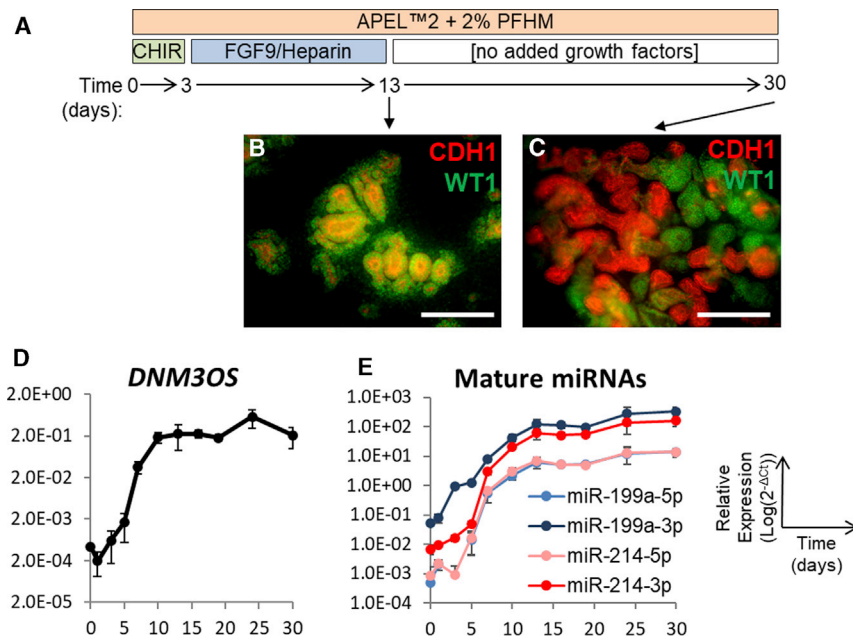 A
APEL™2 + 2% PFHM
CHIR
FGF9/Heparin
[no added growth factors]
Time 0 3 13 30
(days):
B
CDH1
WT1
C
CDH1
WT1
D
DNM3OS
2.0E+00
2.0E-01
2.0E-02
2.0E-03
2.0E-04
2.0E-05
0 5 10 15 20 25 30
E
Mature miRNAs
1.0E+03
1.0E+02
1.0E+01
1.0E+00
1.0E-01
1.0E-02
1.0E-03
1.0E-04
0 5 10 15 20 25 30
miR-199a-5p
miR-199a-3p
miR-214-5p
miR-214-3p
Relative
Expression
(Log(2-ΔCt))
Time
(days)